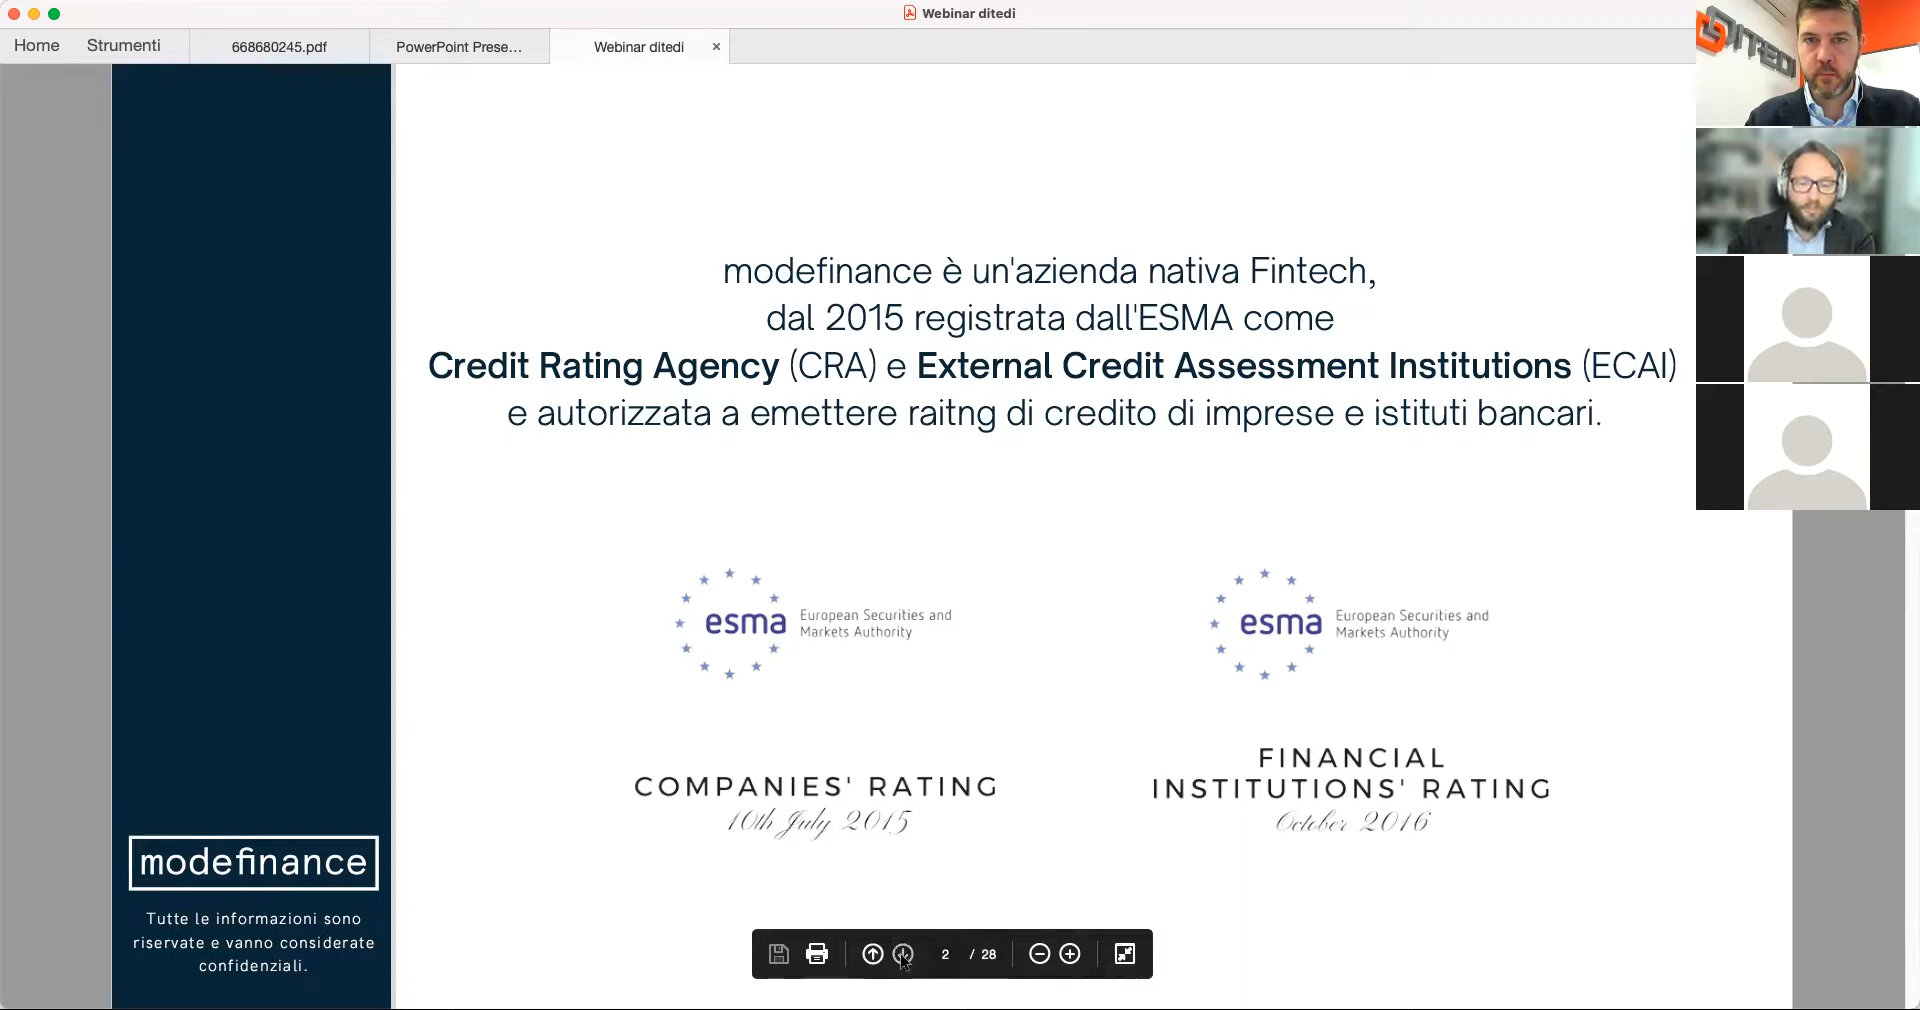 Webinar ditedi
Home
Strumenti
668680245.pdf
PowerPoint Prese...
Webinar ditedi
×
DITEDI
modefinance è un'azienda nativa Fintech,
dal 2015 registrata dall'ESMA come
Credit Rating Agency (CRA) e External Credit Assessment Institutions (ECAI)
e autorizzata a emettere raitng di credito di imprese e istituti bancari.
esma
European Securities and
Markets Authority
esma
European Securities and
Markets Authority
COMPANIES' RATING
10th July 2015
FINANCIAL
INSTITUTIONS' RATING
October 2016
modefinance
Tutte le informazioni sono
riservate e vanno considerate
confidenziali.
2 / 28